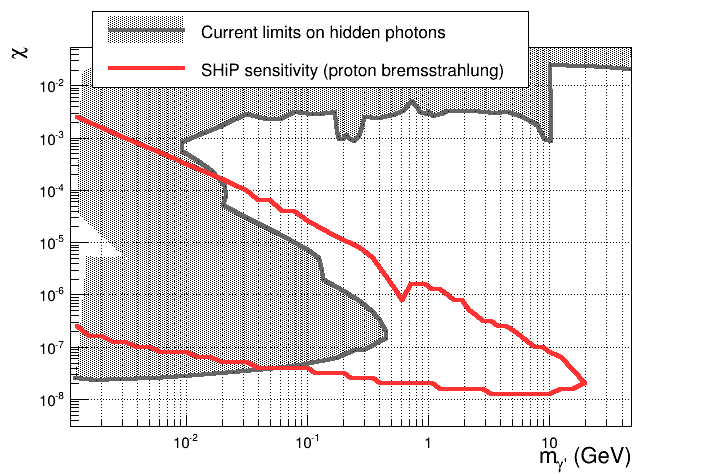 Current limits on hidden photons
SHiP sensitivity (proton bremsstrahlung)
χ
10⁻²
10⁻³
10⁻⁴
10⁻⁵
10⁻⁶
10⁻⁷
10⁻⁸
10⁻² 10⁻¹ 1 10
m_γ' (GeV)